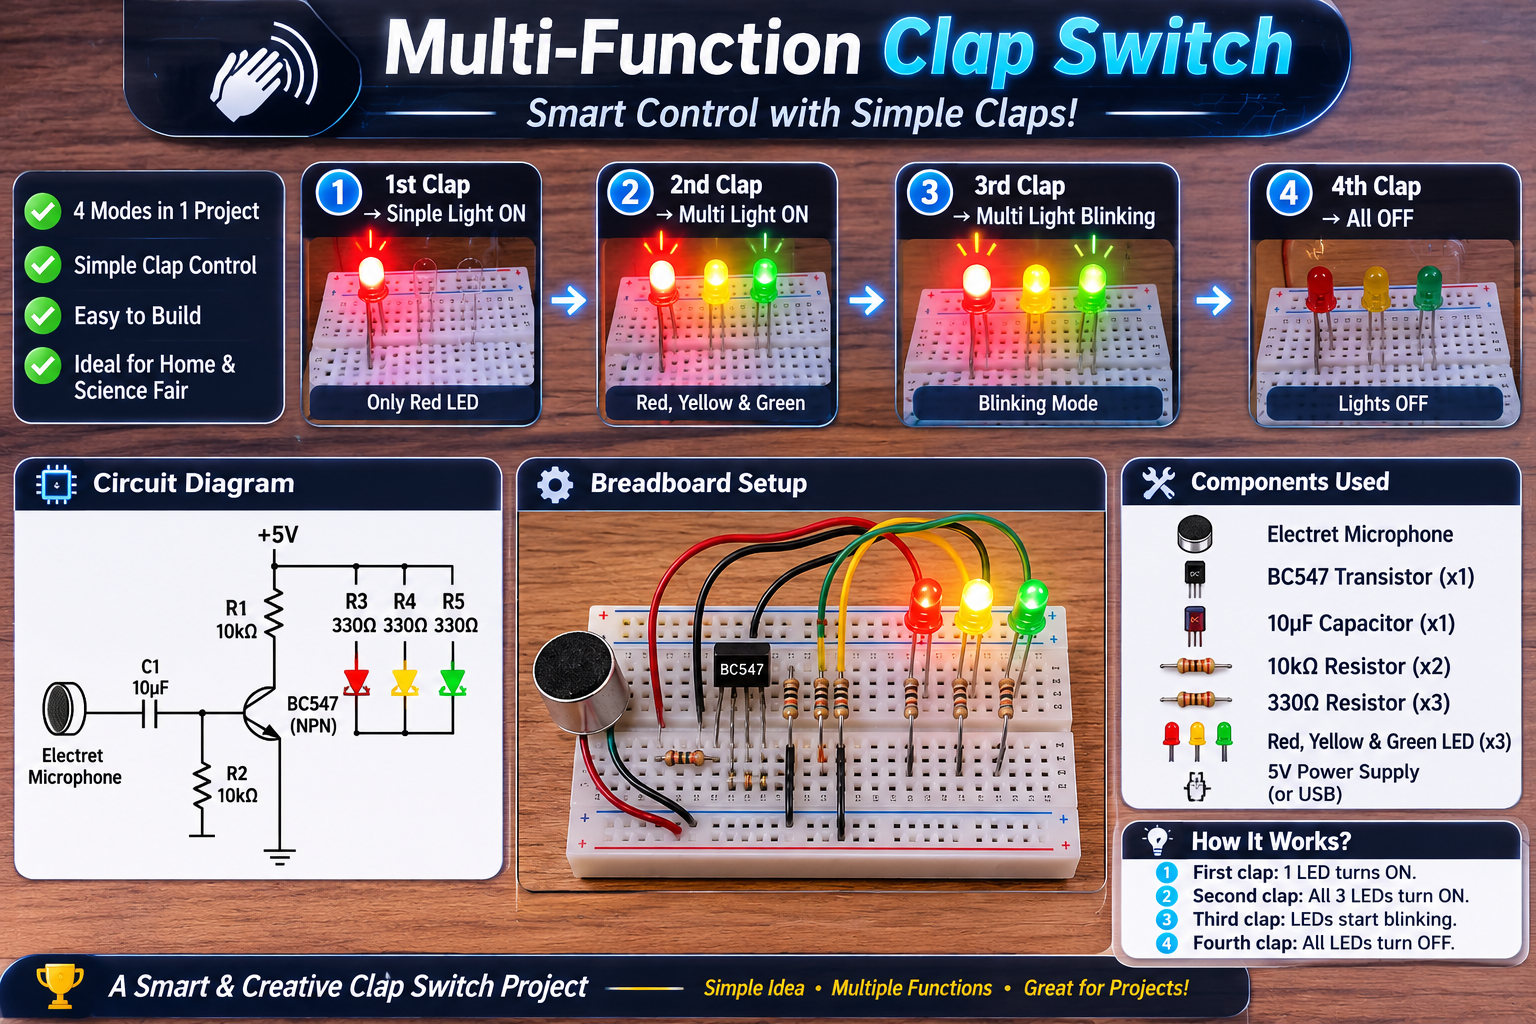 Multi-Function Clap Switch
Smart Control with Simple Claps!
4 Modes in 1 Project
Simple Clap Control
Easy to Build
Ideal for Home &
Science Fair
1
1st Clap
→ Sinple Light ON
Only Red LED
2
2nd Clap
→ Multi Light ON
Red, Yellow & Green
3
3rd Clap
→ Multi Light Blinking
Blinking Mode
4
4th Clap
→ All OFF
Lights OFF
Circuit Diagram
+5V
R1
10kΩ
R3
330Ω
R4
330Ω
R5
330Ω
C1
10µF
BC547
(NPN)
Electret
Microphone
R2
10kΩ
Breadboard Setup
BC547
Components Used
Electret Microphone
BC547 Transistor (x1)
10µF Capacitor (x1)
10kΩ Resistor (x2)
330Ω Resistor (x3)
Red, Yellow & Green LED (x3)
5V Power Supply
(or USB)
How It Works?
1 First clap: 1 LED turns ON.
2 Second clap: All 3 LEDs turn ON.
3 Third clap: LEDs start blinking.
4 Fourth clap: All LEDs turn OFF.
A Smart & Creative Clap Switch Project
Simple Idea • Multiple Functions • Great for Projects!